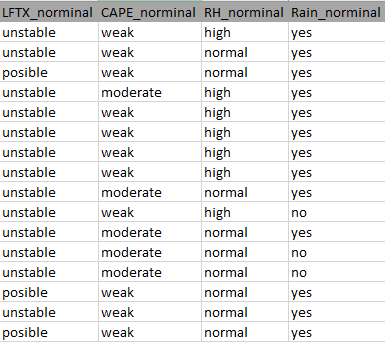 LFTX_norminal CAPE_norminal RH_norminal Rain_norminal
unstable weak high yes
unstable weak normal yes
posible weak normal yes
unstable moderate high yes
unstable weak high yes
unstable weak high yes
unstable weak high yes
unstable weak high yes
unstable moderate normal yes
unstable weak high no
unstable moderate normal yes
unstable moderate normal no
unstable moderate normal no
posible weak normal yes
unstable weak normal yes
posible weak normal yes